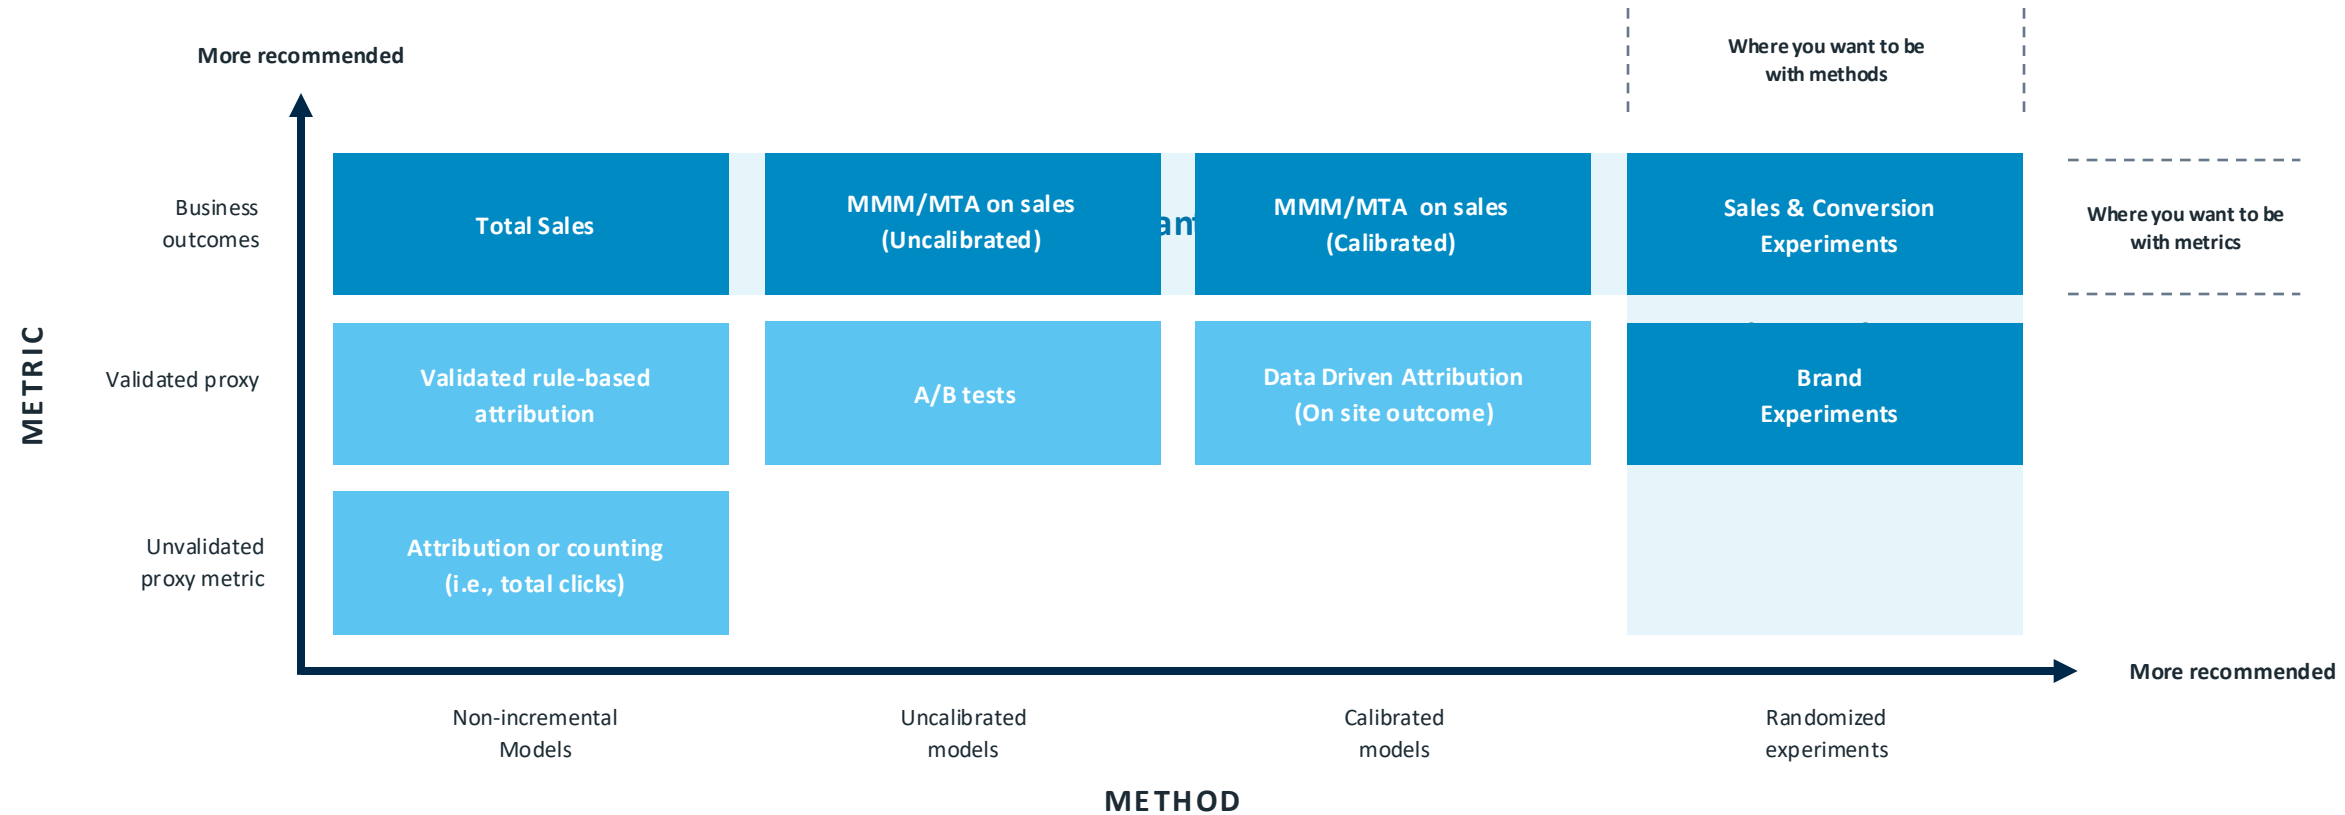 More recommended
Where you want to be
with methods
Business
outcomes
Total Sales
MMM/MTA on sales
(Uncalibrated)
MMM/MTA on sales
(Calibrated)
Sales & Conversion
Experiments
Where you want to be
with metrics
METRIC
Validated proxy
Validated rule-based
attribution
A/B tests
Data Driven Attribution
(On site outcome)
Brand
Experiments
Unvalidated
proxy metric
Attribution or counting
(i.e., total clicks)
More recommended
Non-incremental
Models
Uncalibrated
models
Calibrated
models
Randomized
experiments
METHOD